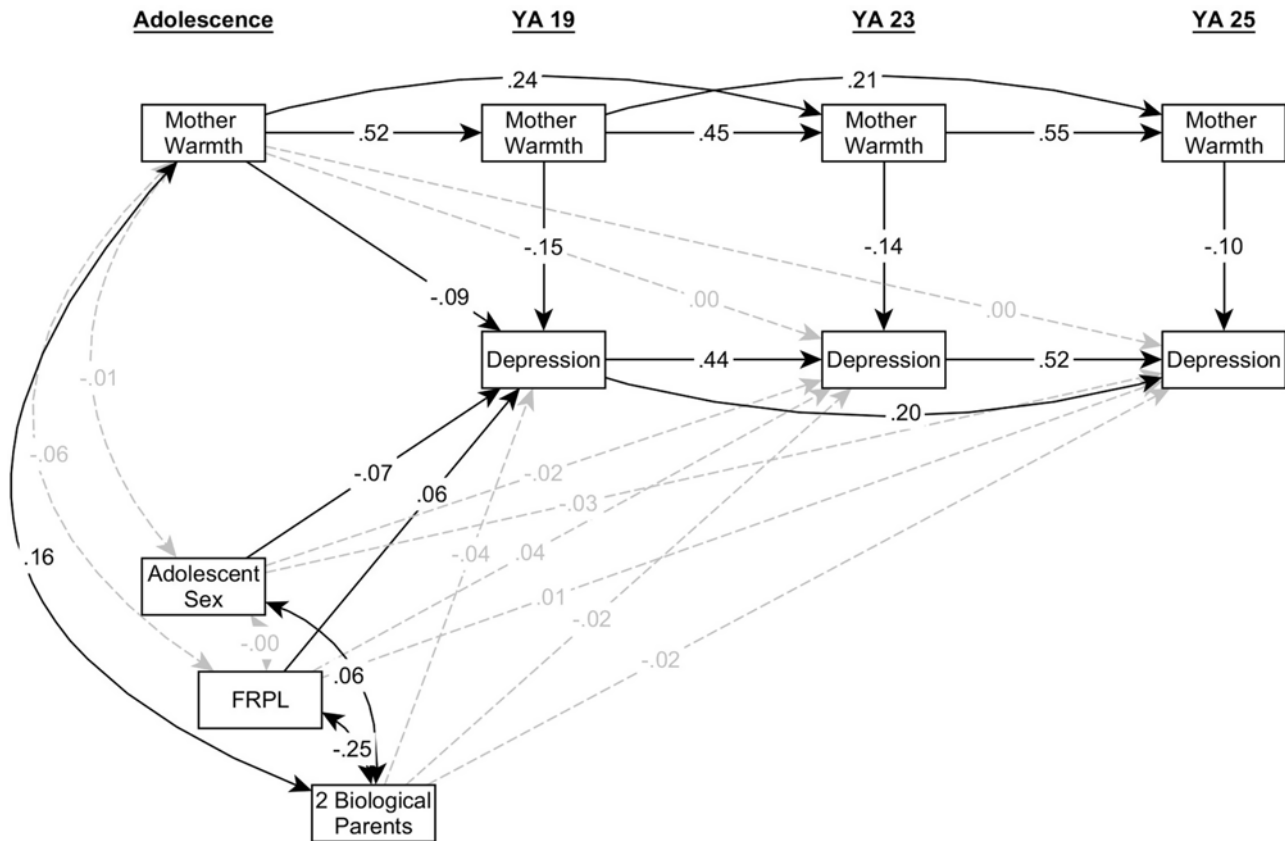 Adolescence
YA 19
YA 23
YA 25
.24
.21
Mother
Warmth
.52
Mother
Warmth
.45
Mother
Warmth
.55
Mother
Warmth
-.15
-.14
-.10
-.09
.00
.00
Depression
.44
Depression
.52
Depression
-.01
.20
-.06
-.07
.06
-.02
-.03
.16
Adolescent
Sex
-.04
.04
.01
-.00
-.02
-.02
FRPL
.06
-.25
2 Biological
Parents